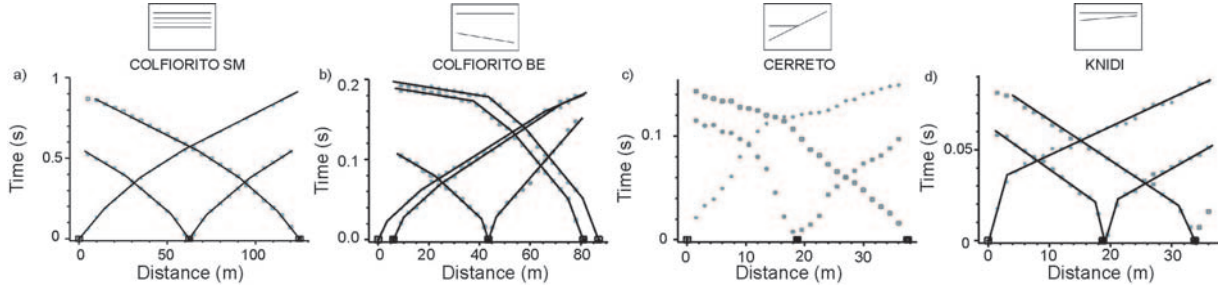 COLFIORITO SM
COLFIORITO BE
CERRETO
KNIDI
a)
1
0.5
0
Time (s)
0 50 100
Distance (m)
b)
0.2
0.1
0.0
Time (s)
0 20 40 60 80
Distance (m)
c)
0.1
0
Time (s)
0 10 20 30
Distance (m)
d)
0.05
0
Time (s)
0 10 20 30
Distance (m)